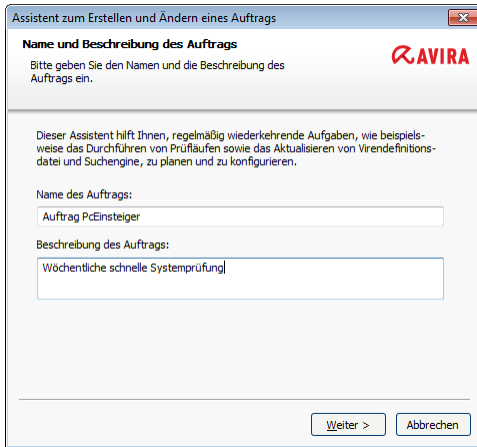 Assistent zum Erstellen und Ändern eines Auftrags
Name und Beschreibung des Auftrags
Bitte geben Sie den Namen und die Beschreibung des
Auftrags ein.
AVIRA
Dieser Assistent hilft Ihnen, regelmäßig wiederkehrende Aufgaben, wie beispiels-
weise das Durchführen von Prüfläufen sowie das Aktualisieren von Virendefinitions-
datei und Suchengine, zu planen und zu konfigurieren.
Name des Auftrags:
Auftrag PcEinsteiger
Beschreibung des Auftrags:
Wöchentliche schnelle Systemprüfung
Weiter >
Abbrechen